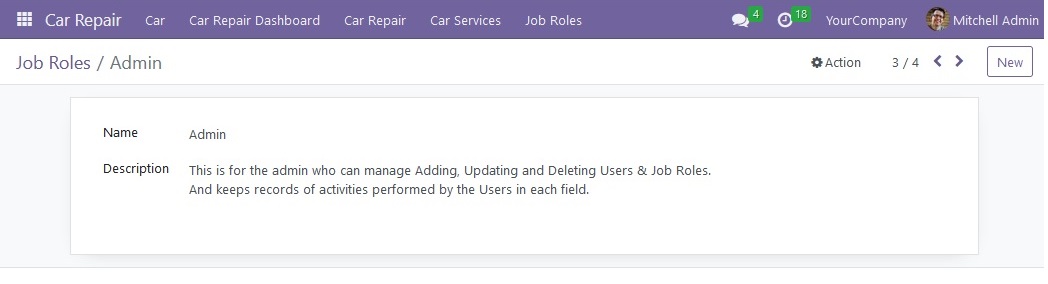 Car Repair Car Car Repair Dashboard Car Repair Car Services Job Roles 4 18 YourCompany Mitchell Admin
Job Roles / Admin Action 3 / 4 New
Name Admin
Description This is for the admin who can manage Adding, Updating and Deleting Users & Job Roles.
And keeps records of activities performed by the Users in each field.